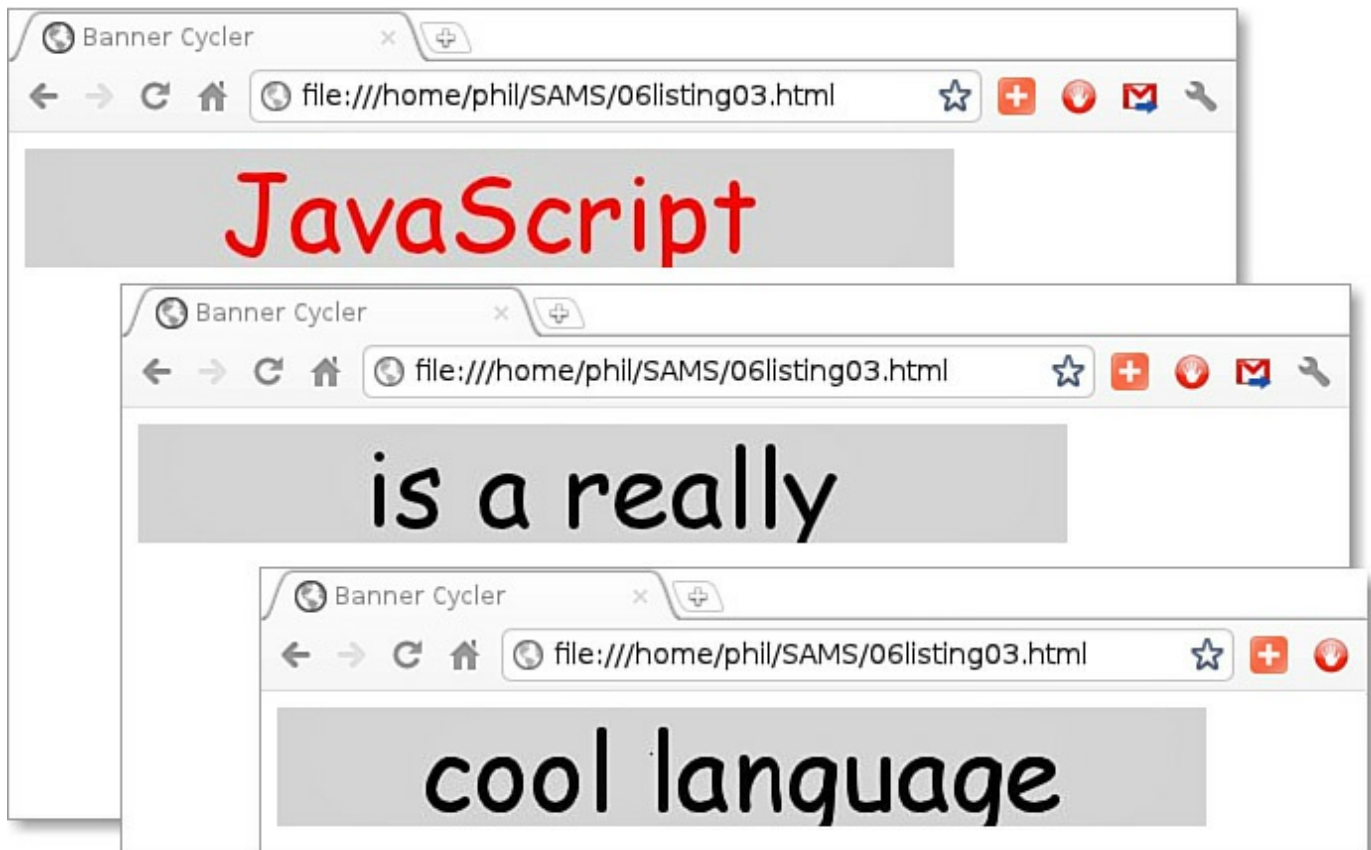 Banner Cycler
file:///home/phil/SAMS/06listing03.html
JavaScript
Banner Cycler
file:///home/phil/SAMS/06listing03.html
is a really
Banner Cycler
file:///home/phil/SAMS/06listing03.html
cool language